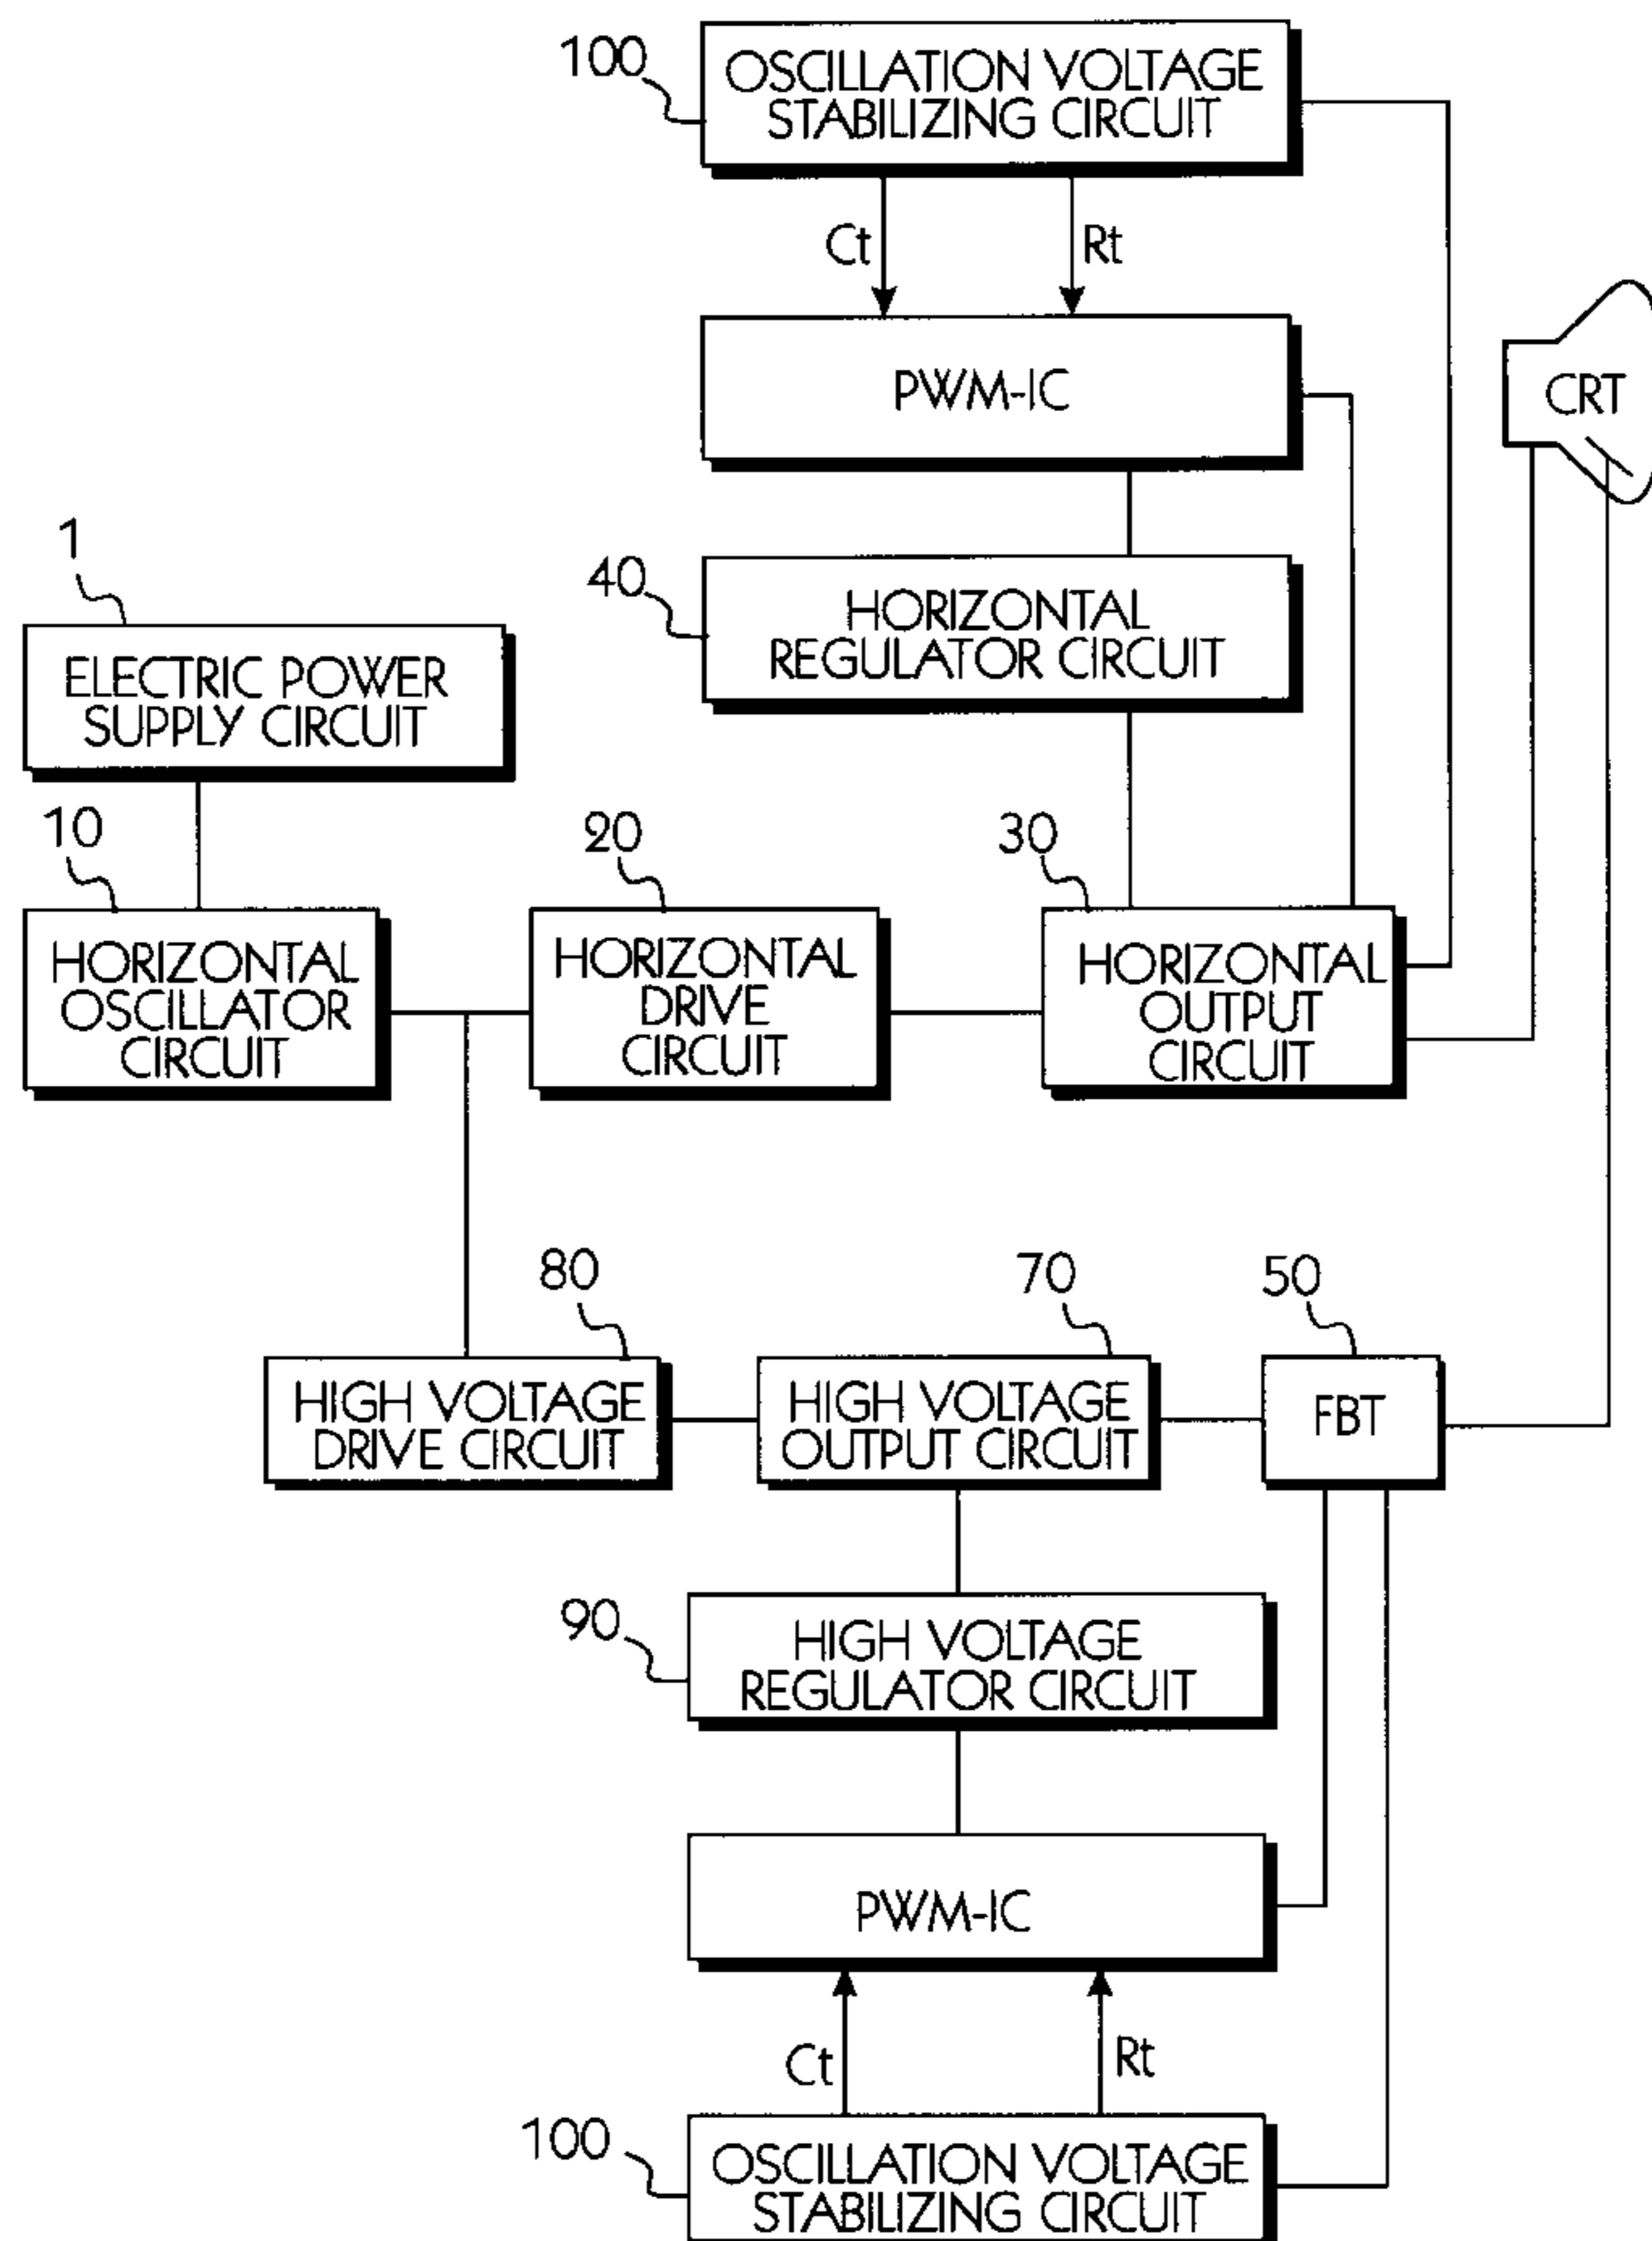 100
OSCILLATION VOLTAGE
STABILIZING CIRCUIT
Ct
Rt
PWM-IC
CRT
1
40
HORIZONTAL
REGULATOR CIRCUIT
ELECTRIC POWER
SUPPLY CIRCUIT
10
20
30
HORIZONTAL
OSCILLATOR
CIRCUIT
HORIZONTAL
DRIVE
CIRCUIT
HORIZONTAL
OUTPUT
CIRCUIT
80
70
50
HIGH VOLTAGE
DRIVE CIRCUIT
HIGH VOLTAGE
OUTPUT CIRCUIT
FBT
90
HIGH VOLTAGE
REGULATOR CIRCUIT
PWM-IC
Ct
Rt
100
OSCILLATION VOLTAGE
STABILIZING CIRCUIT